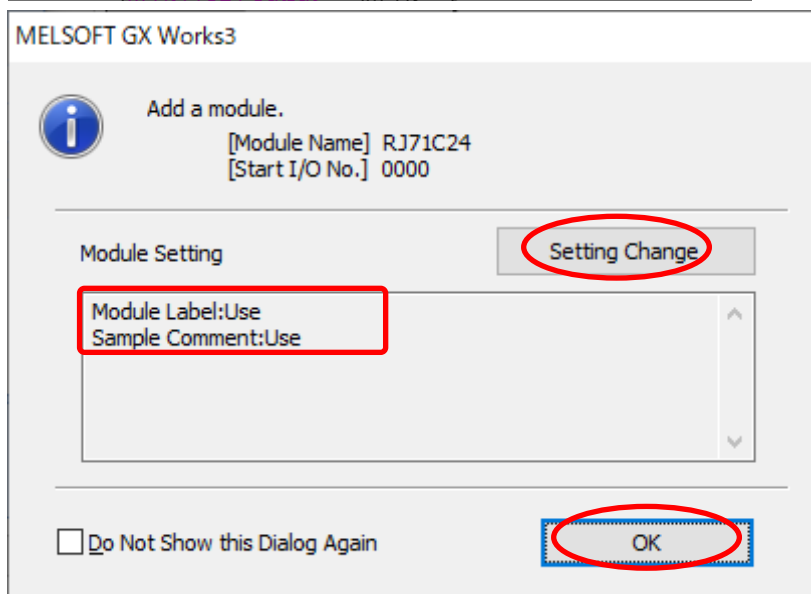 MELSOFT GX Works3
Add a module.
[Module Name] RJ71C24
[Start I/O No.] 0000
Module Setting
Setting Change
Module Label:Use
Sample Comment:Use
Do Not Show this Dialog Again
OK